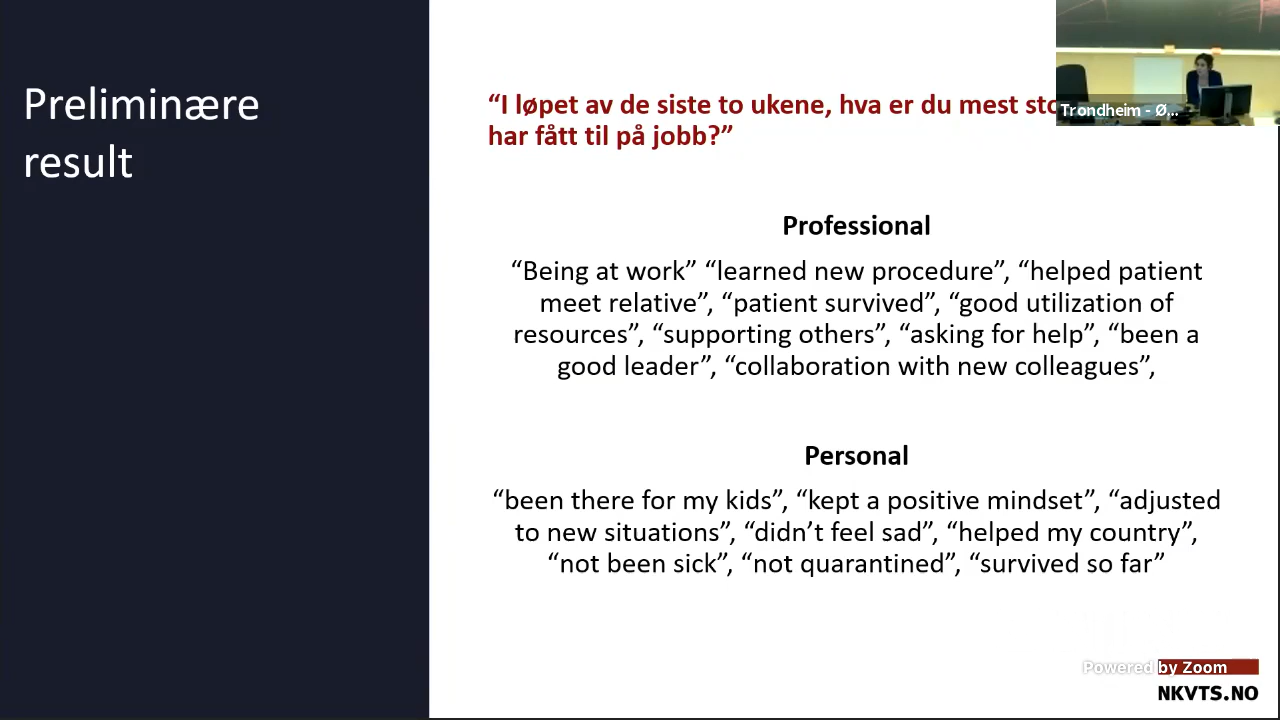 Preliminære
result
“I løpet av de siste to ukene, hva er du mest
har fått til på jobb?”
Trondheim - Ø...
Professional
“Being at work” “learned new procedure”, “helped patient
meet relative”, “patient survived”, “good utilization of
resources”, “supporting others”, “asking for help”, “been a
good leader”, “collaboration with new colleagues”,
Personal
“been there for my kids”, “kept a positive mindset”, “adjusted
to new situations”, “didn’t feel sad”, “helped my country”,
“not been sick”, “not quarantined”, “survived so far”
Powered by Zoom
NKVTS.NO